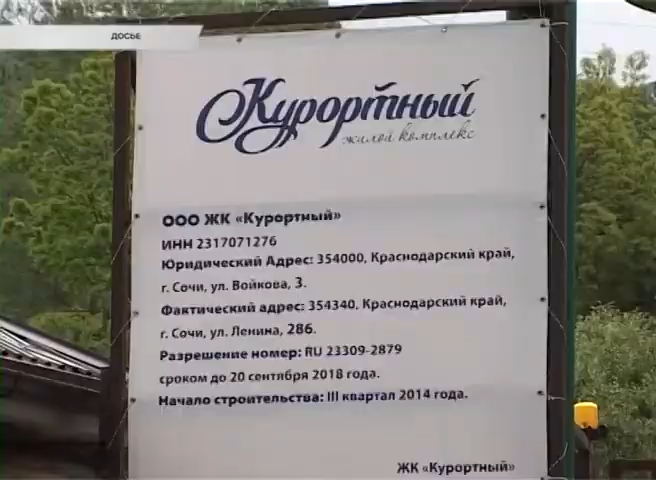 ДОСЬЕ
Курортный
жилой комплекс
ООО ЖК «Курортный»
ИНН 2317071276
Юридический Адрес: 354000, Краснодарский край,
г. Сочи, ул. Войкова, 3.
Фактический адрес: 354340, Краснодарский край,
г. Сочи, ул. Ленина, 286.
Разрешение номер: RU 23309-2879
сроком до 20 сентября 2018 года.
Начало строительства: III квартал 2014 года.
ЖК «Курортный»